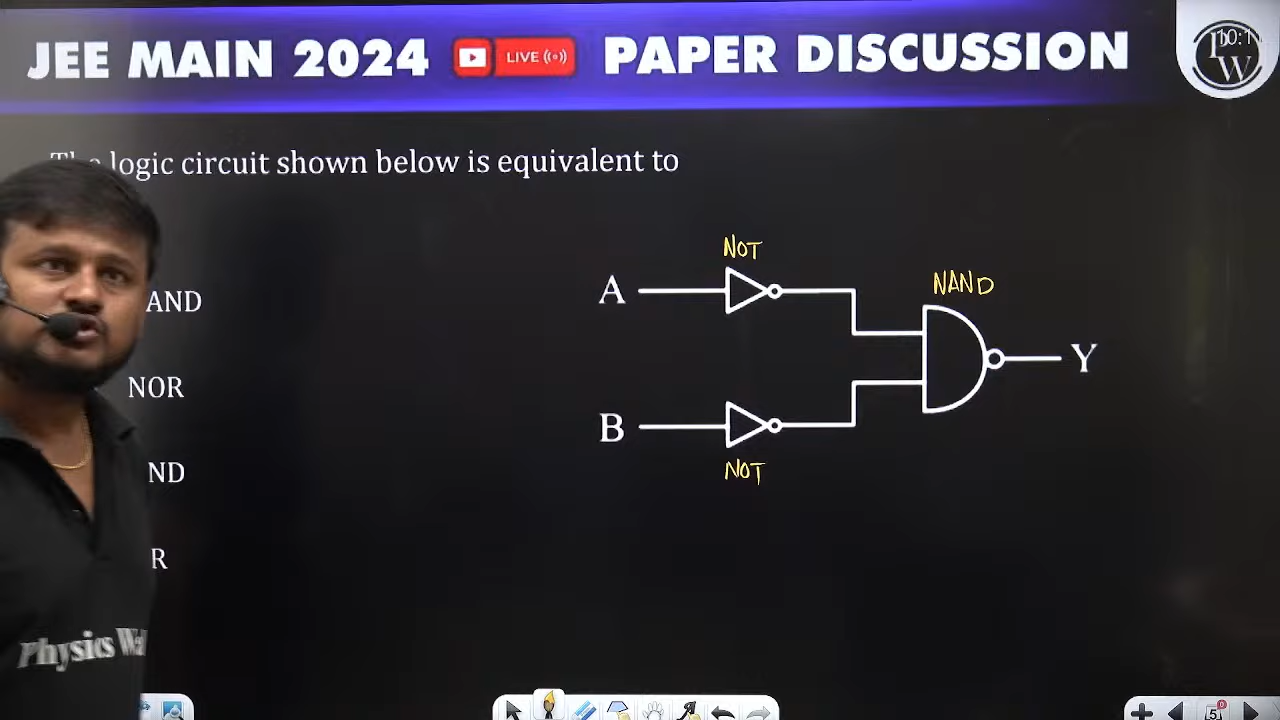 JEE MAIN 2024 LIVE PAPER DISCUSSION
logic circuit shown below is equivalent to
NOT
A
NAND
AND
Y
NOR
B
NOT
ND
R
Physics
W